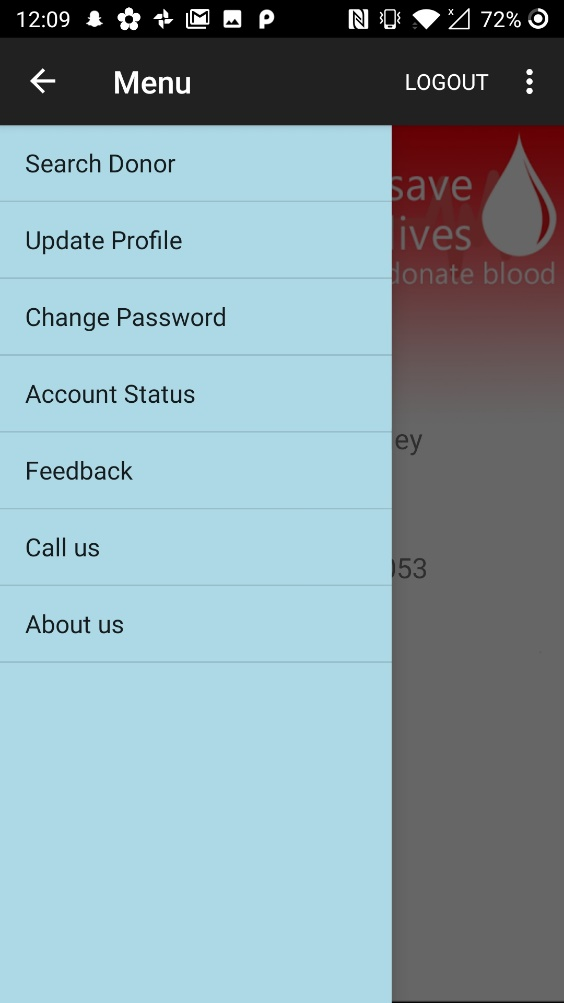 12:09 72%
Menu LOGOUT
Search Donor
Update Profile
Change Password
Account Status
Feedback
Call us
About us
save
lives
donate blood
ey
053